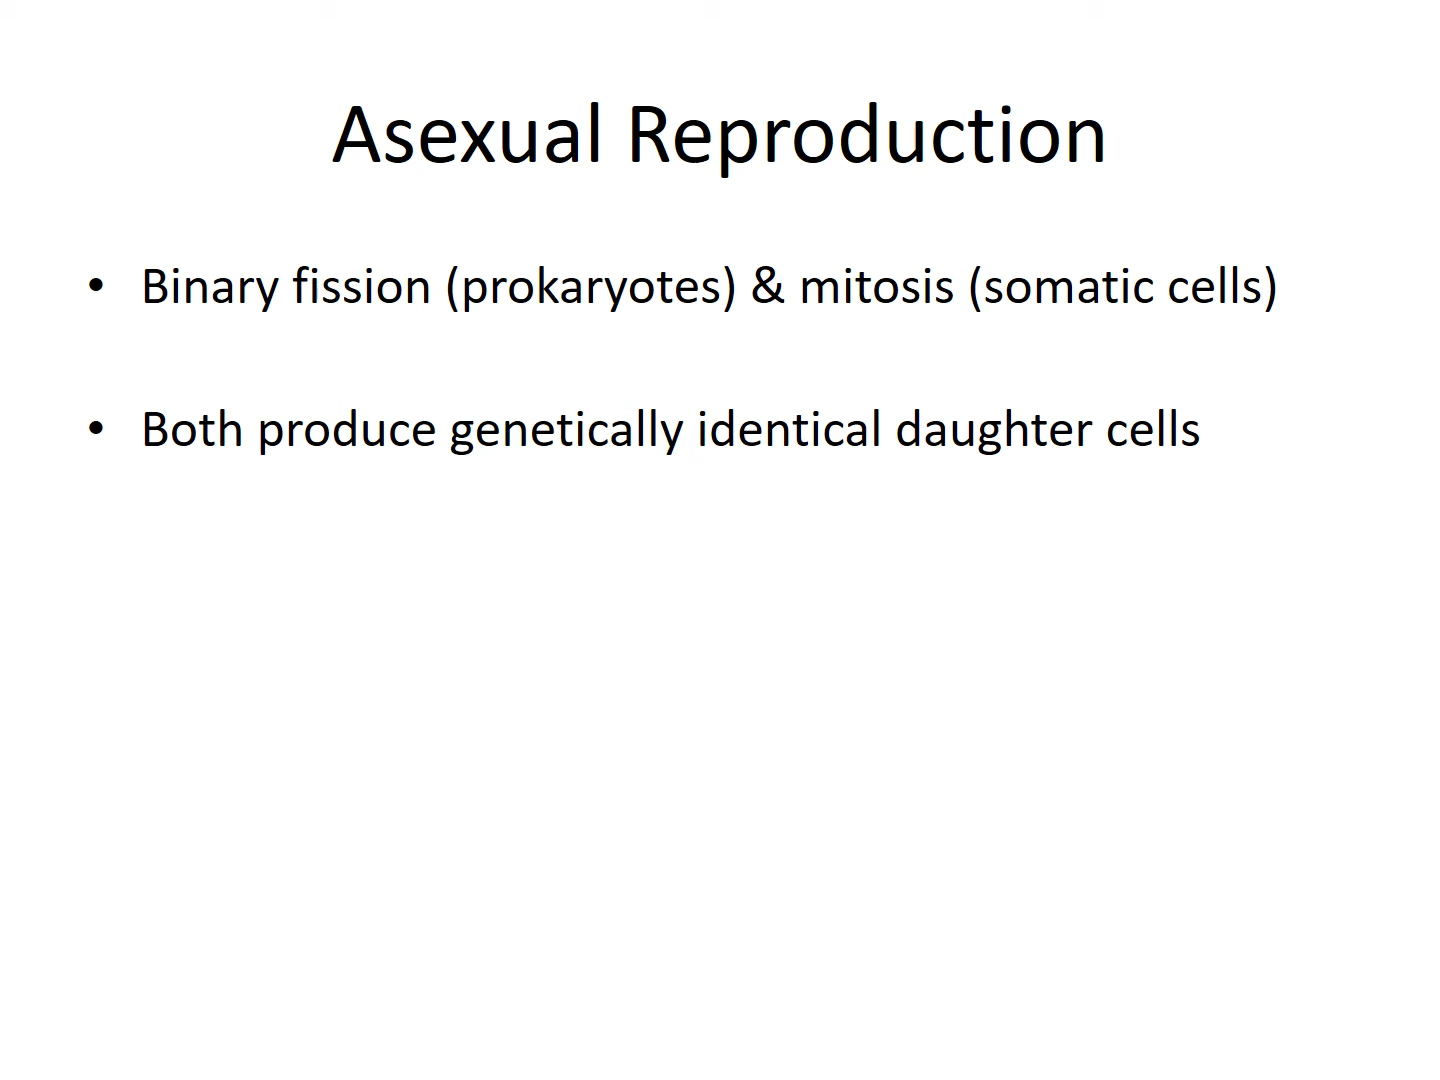 Asexual Reproduction
• Binary fission (prokaryotes) & mitosis (somatic cells)
• Both produce genetically identical daughter cells